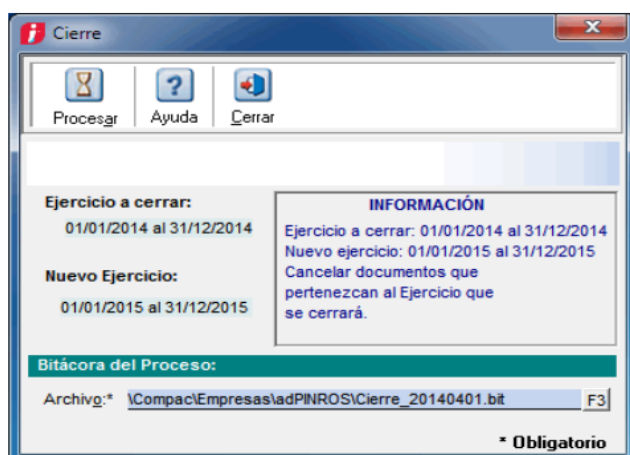 Cierre
Procesar Ayuda Cerrar
Ejercicio a cerrar:
01/01/2014 al 31/12/2014
Nuevo Ejercicio:
01/01/2015 al 31/12/2015
INFORMACIÓN
Ejercicio a cerrar: 01/01/2014 al 31/12/2014
Nuevo ejercicio: 01/01/2015 al 31/12/2015
Cancelar documentos que
pertenezcan al Ejercicio que
se cerrará.
Bitácora del Proceso:
Archivo:* \Compac\Empresas\adPINROS\Cierre_20140401.bit F3
* Obligatorio